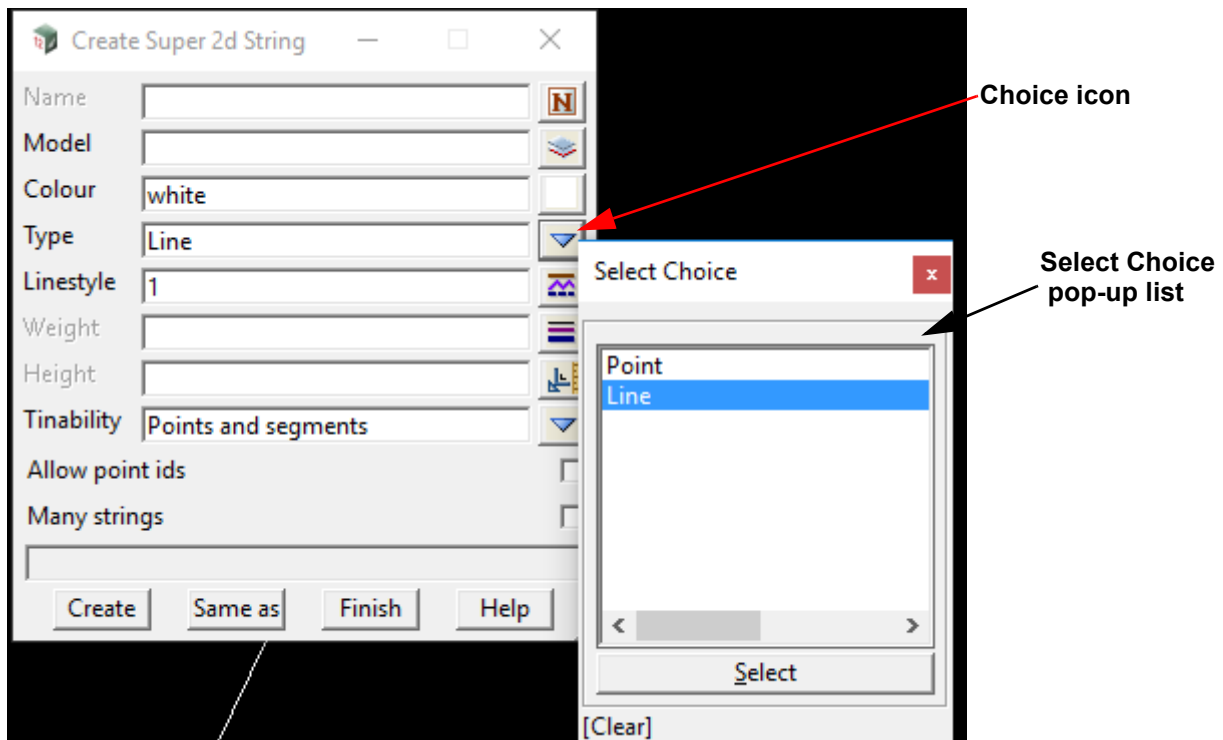 Create Super 2d String
Name
Model
Colour white
Type Line
Linestyle 1
Weight
Height
Tinability Points and segments
Allow point ids
Many strings
Create Same as Finish Help
Select Choice
x
Point
Line
Select
[Clear]
Choice icon
Select Choice
pop-up list